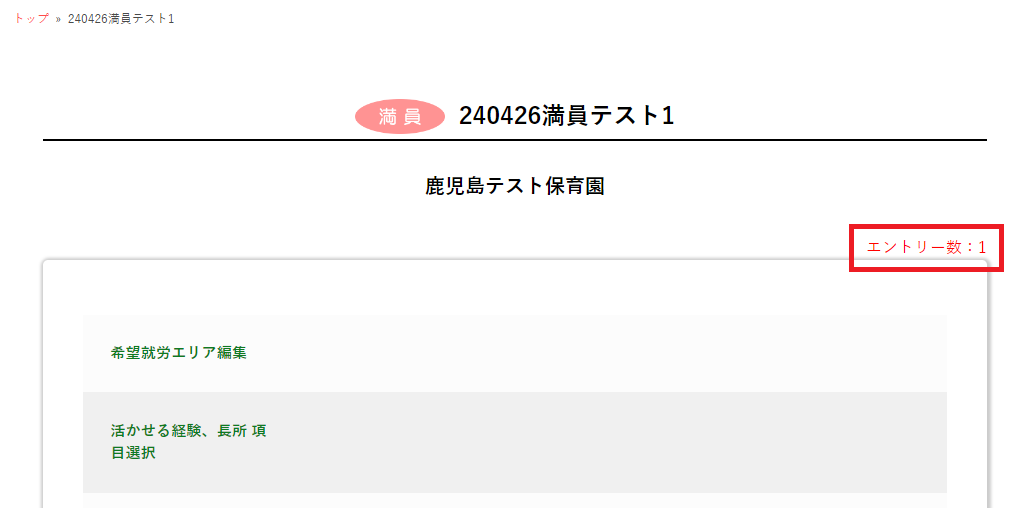 トップ » 240426満員テスト1
満員 240426満員テスト1
鹿児島テスト保育園
エントリー数：1
希望就労エリア編集
活かせる経験、長所 項
目選択